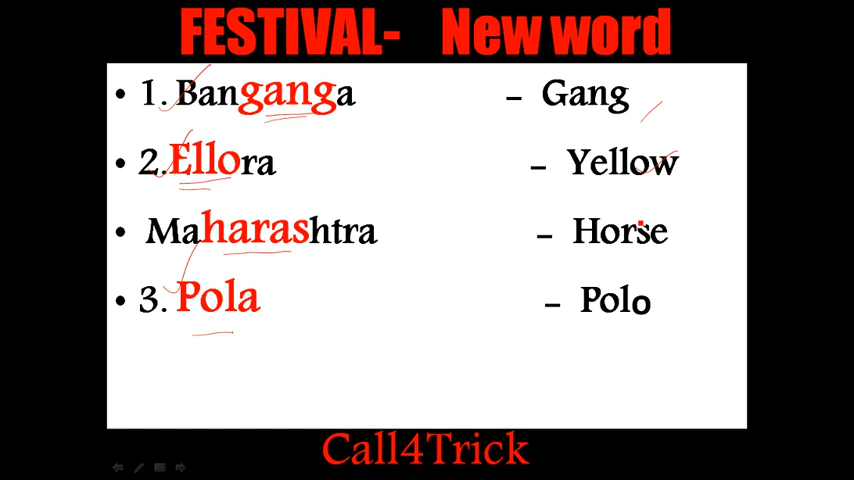 FESTIVAL- New word
• 1. Banganga – Gang
• 2. Ellora – Yellow
• Maharashtra – Horse
• 3. Pola – Polo
Call4Trick